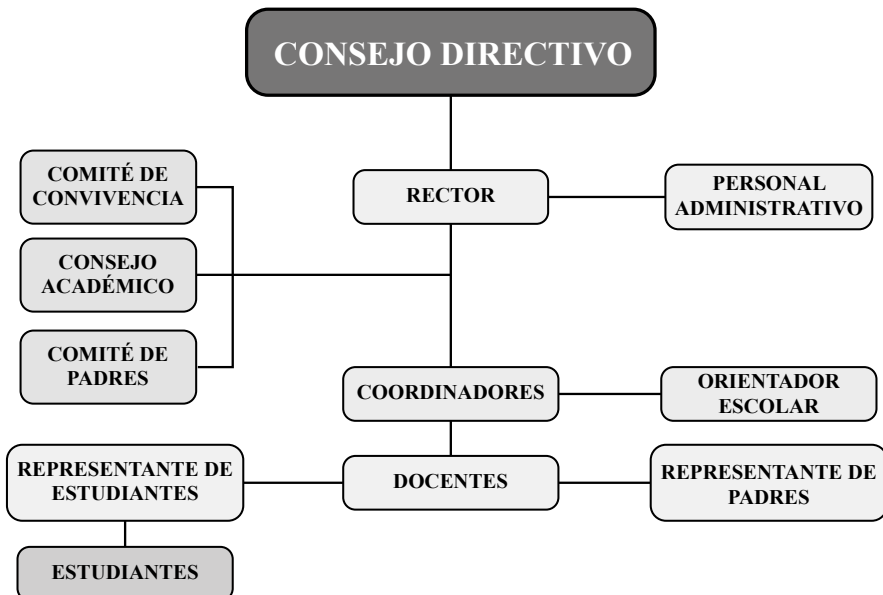 CONSEJO DIRECTIVO
COMITÉ DE
CONVIVENCIA
RECTOR
PERSONAL
ADMINISTRATIVO
CONSEJO
ACADÉMICO
COMITÉ DE
PADRES
COORDINADORES
ORIENTADOR
ESCOLAR
REPRESENTANTE DE
ESTUDIANTES
DOCENTES
REPRESENTANTE DE
PADRES
ESTUDIANTES